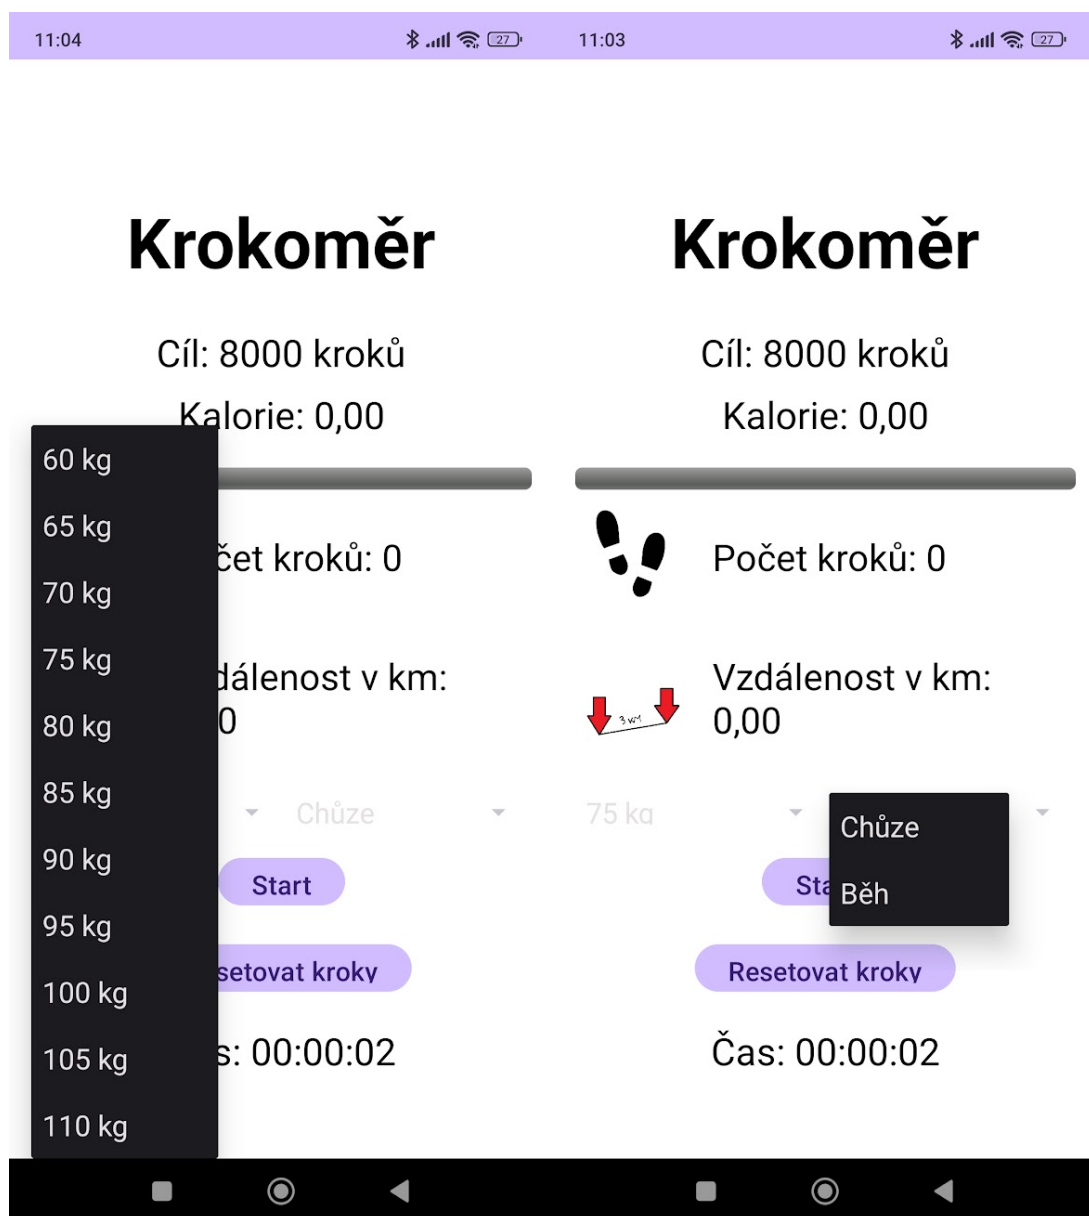 11:04
27
Krokoměr
Cíl: 8000 kroků
Kalorie: 0,00
60 kg
65 kg
70 kg
75 kg
80 kg
85 kg
90 kg
95 kg
100 kg
105 kg
110 kg
čet kroků: 0
dálenost v km:
0
Chůze
Start
setovat kroky
s: 00:00:02
11:03
27
Krokoměr
Cíl: 8000 kroků
Kalorie: 0,00
Počet kroků: 0
Vzdálenost v km:
0,00
75 kg
Chůze
Běh
Sta
Resetovat kroky
Čas: 00:00:02